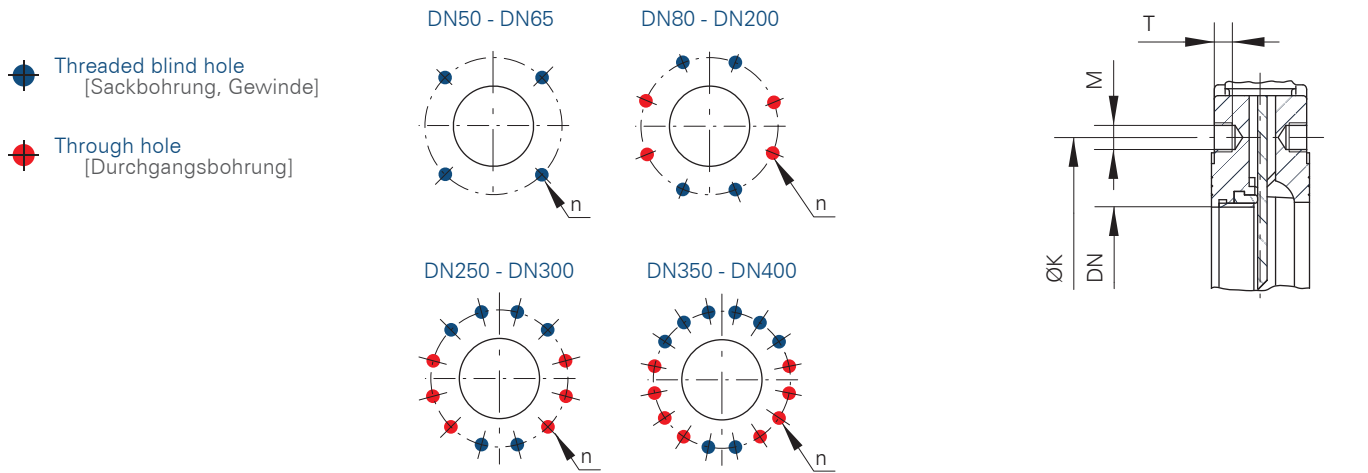 Threaded blind hole
[Sackbohrung, Gewinde]
Through hole
[Durchgangsbohrung]
DN50 - DN65
n
DN80 - DN200
n
DN250 - DN300
n
DN350 - DN400
n
T
M
ØK
DN